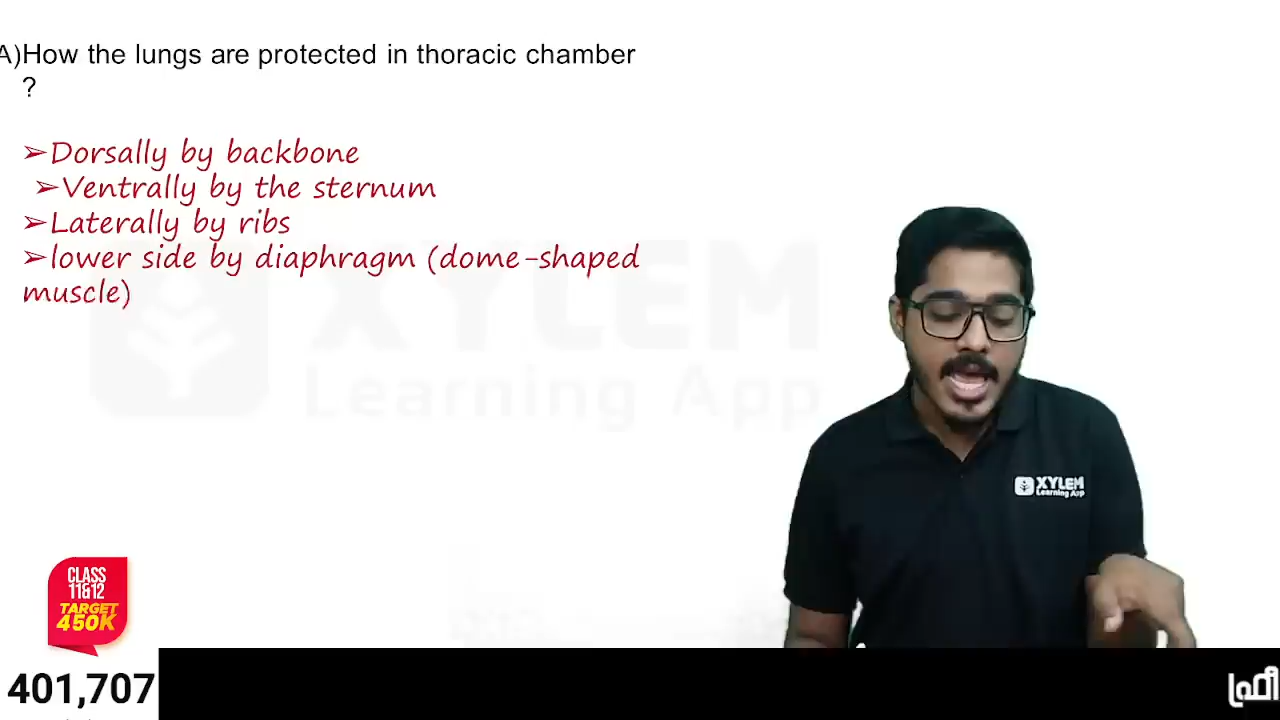 A)How the lungs are protected in thoracic chamber
?
➢Dorsally by backbone
➢Ventrally by the sternum
➢Laterally by ribs
➢lower side by diaphragm (dome-shaped
muscle)
XYLEM
Learning App
XYLEM
Learning App
CLASS
11&12
TARGET
450K
401,707
ഫ്രീ